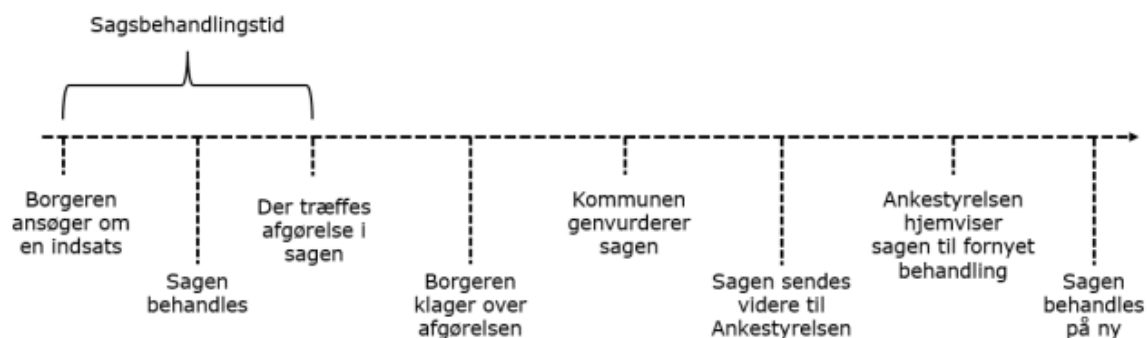 Sagsbehandlingstid
Borgeren
ansøger om
en indsats
Sagen
behandles
Der træffes
afgørelse i
sagen
Borgeren
klager over
afgørelsen
Kommunen
genvurderer
sagen
Sagen sendes
videre til
Ankestyrelsen
Ankestyrelsen
hjemviser
sagen til fornyet
behandling
Sagen
behandles
på ny